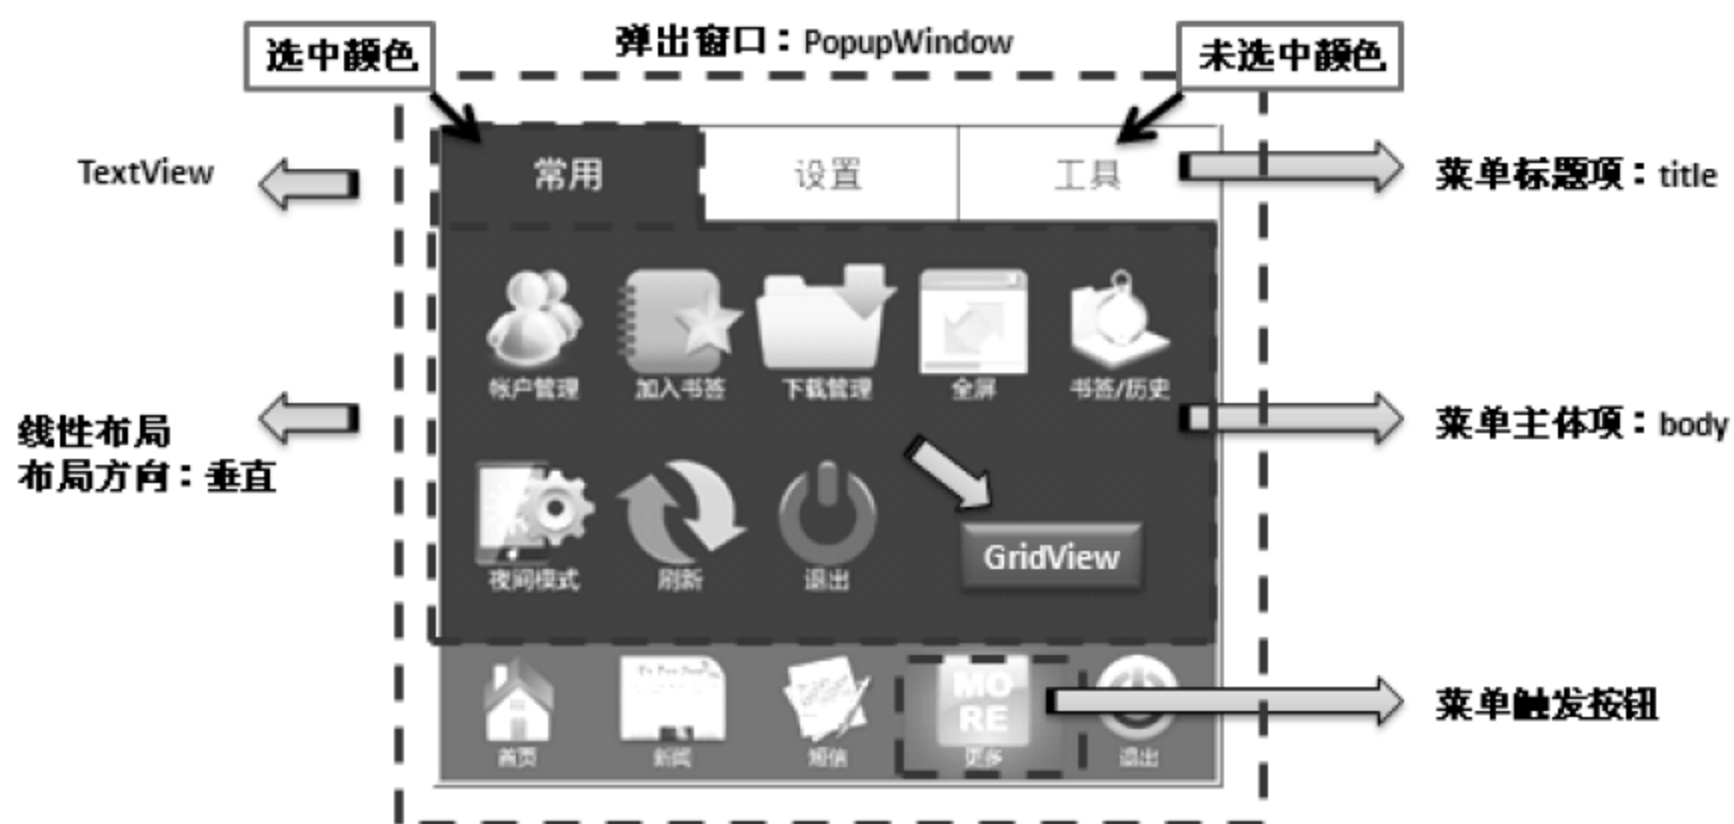 弹出窗口：PopupWindow
选中颜色
未选中颜色
TextView
常用
设置
工具
菜单标题项：title
帐户管理
加入书签
下载管理
全屏
书签/历史
线性布局
布局方向：垂直
菜单主体项：body
GridView
夜间模式
刷新
退出
MO
RE
菜单触发按钮
首页
新闻
短信
更多
退出